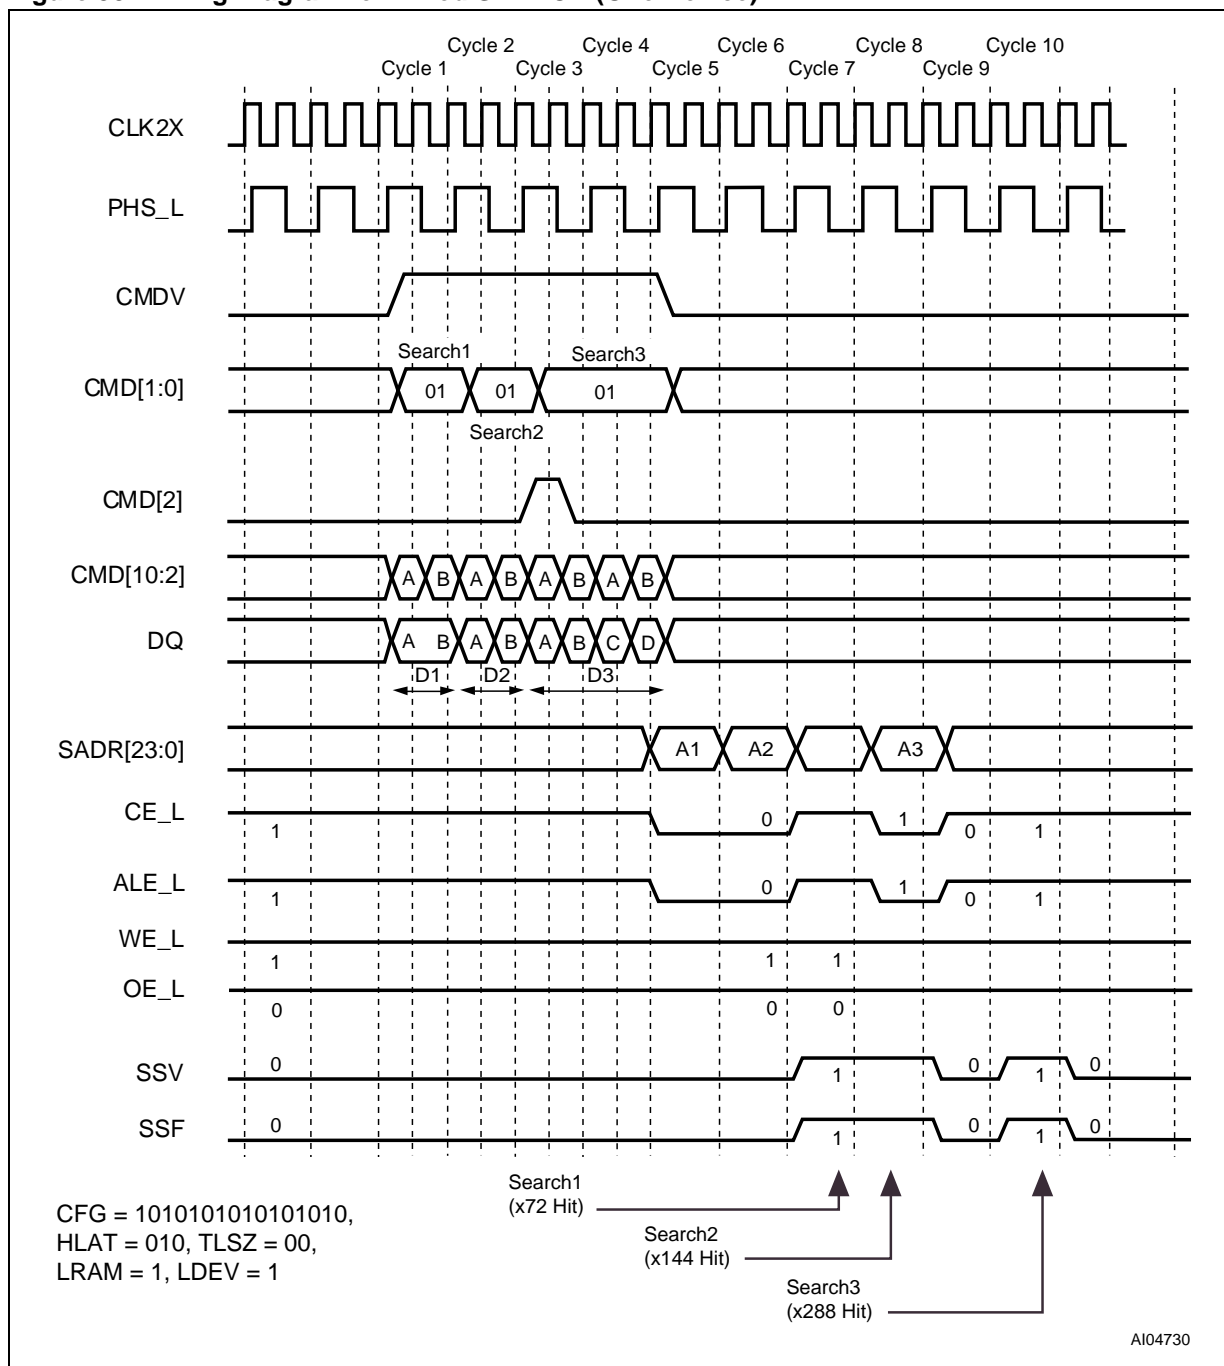 Cycle 2 Cycle 4 Cycle 6 Cycle 8 Cycle 10
Cycle 1 Cycle 3 Cycle 5 Cycle 7 Cycle 9
CLK2X
PHS_L
CMDV
Search1 Search3
CMD[1:0] 01 01 01
Search2
CMD[2]
CMD[10:2] A B A B A B A B
DQ A B A B A B C D
D1 D2 D3
SADR[23:0] A1 A2 A3
CE_L 1 0 1 0 1
ALE_L 1 0 1 0 1
WE_L 1 1 1
OE_L 0 0 0
SSV 0 1 0 1 0
SSF 0 1 0 1 0
Search1
(x72 Hit)
Search2
(x144 Hit)
Search3
(x288 Hit)
CFG = 1010101010101010,
HLAT = 010, TLSZ = 00,
LRAM = 1, LDEV = 1
AI04730